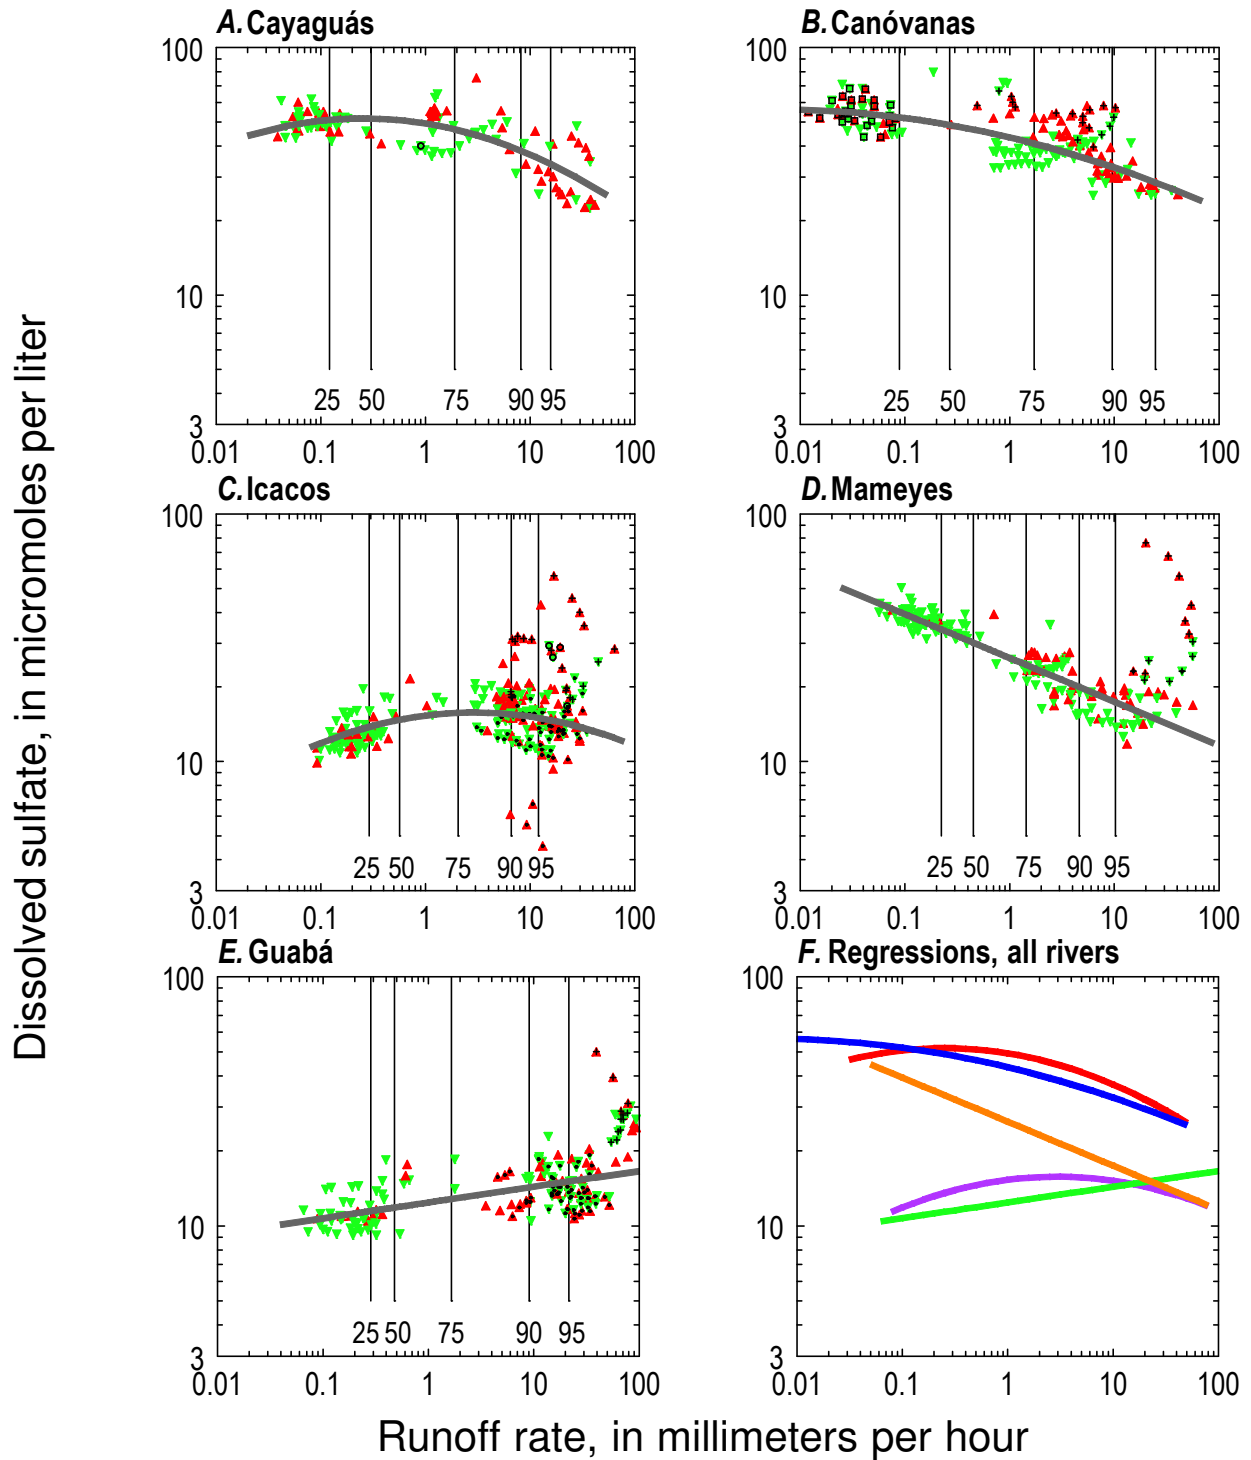 Dissolved sulfate, in micromoles per liter
A. Cayaguás
100
10
3
25 50 75 90 95
0.01 0.1 1 10 100
B. Canóvanas
100
10
3
25 50 75 90 95
0.01 0.1 1 10 100
C. Icacos
100
10
3
25 50 75 90 95
0.01 0.1 1 10 100
D. Mameyes
100
10
3
25 50 75 90 95
0.01 0.1 1 10 100
E. Guabá
100
10
3
25 50 75 90 95
0.01 0.1 1 10 100
F. Regressions, all rivers
100
10
3
0.01 0.1 1 10 100
Runoff rate, in millimeters per hour